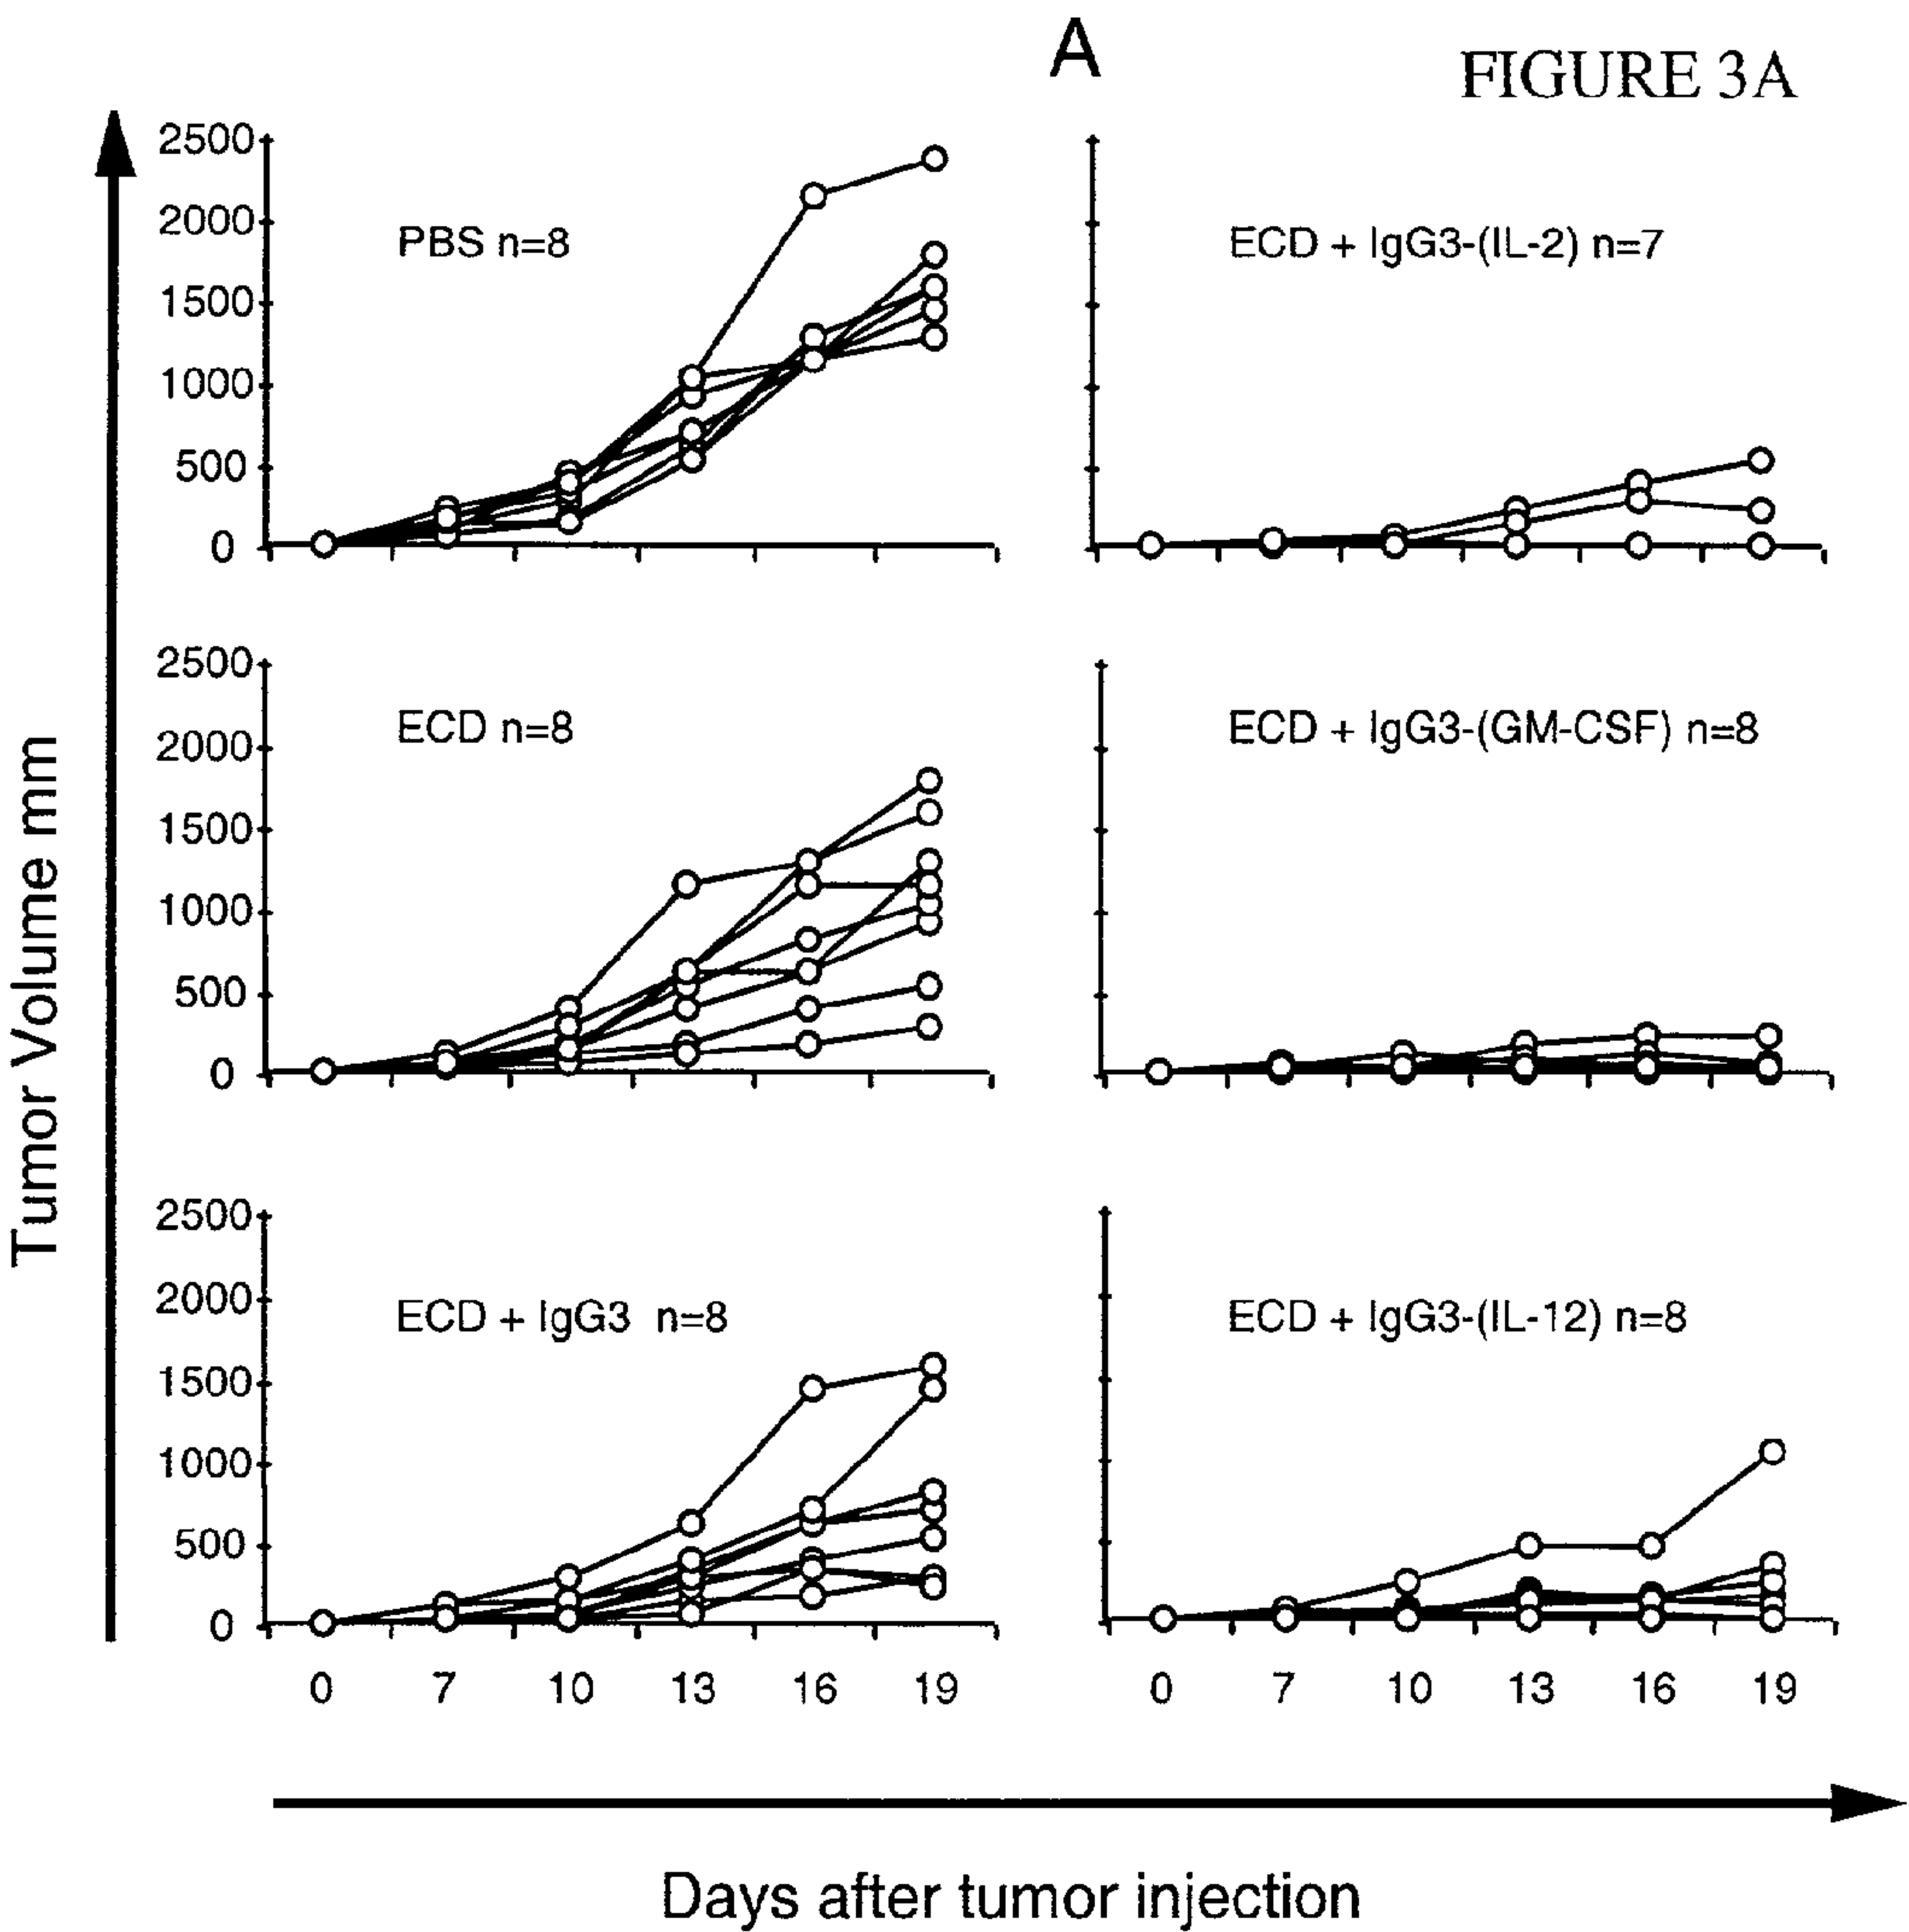 A
FIGURE 3A
Tumor Volume mm
2500
2000
1500
1000
500
0
PBS n=8
ECD + IgG3-(IL-2) n=7
2500
2000
1500
1000
500
0
ECD n=8
ECD + IgG3-(GM-CSF) n=8
2500
2000
1500
1000
500
0
ECD + IgG3 n=8
ECD + IgG3-(IL-12) n=8
0 7 10 13 16 19
0 7 10 13 16 19
Days after tumor injection